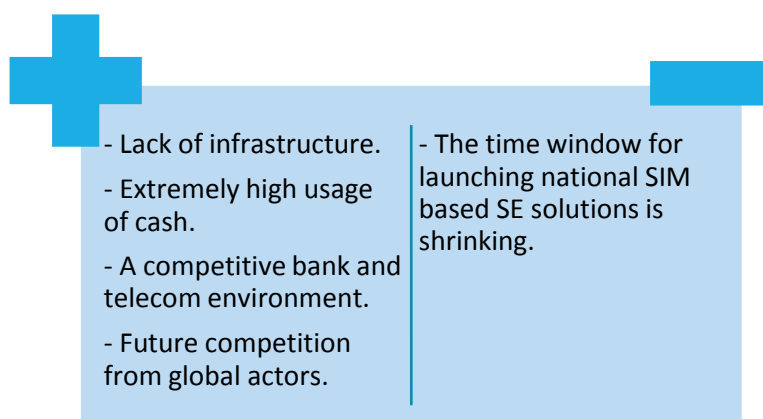 - Lack of infrastructure.
- Extremely high usage
of cash.
- A competitive bank and
telecom environment.
- Future competition
from global actors.
- The time window for
launching national SIM
based SE solutions is
shrinking.